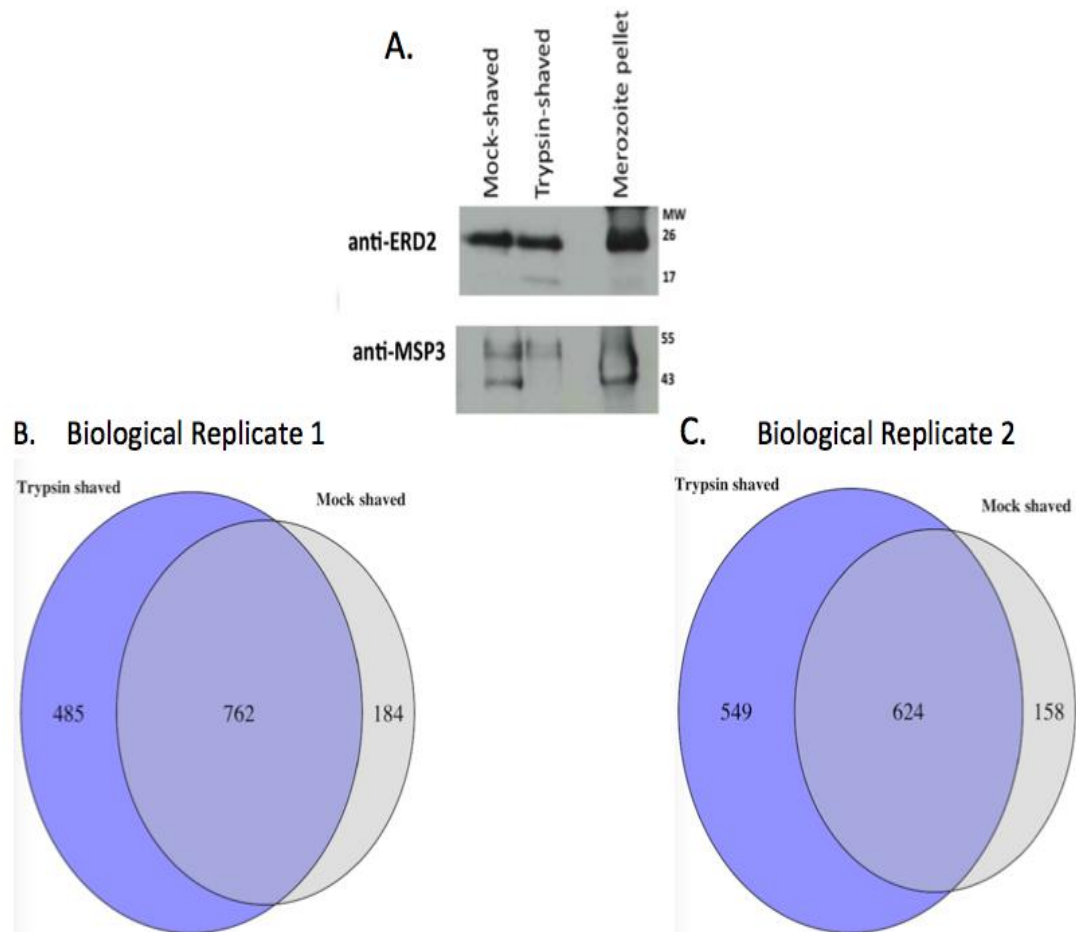 A.
Mock-shaved
Trypsin-shaved
Merozoite pellet
MW
anti-ERD2
26
17
anti-MSP3
55
43
B. Biological Replicate 1
Trypsin shaved
Mock shaved
485
762
184
C. Biological Replicate 2
Trypsin shaved
Mock shaved
549
624
158